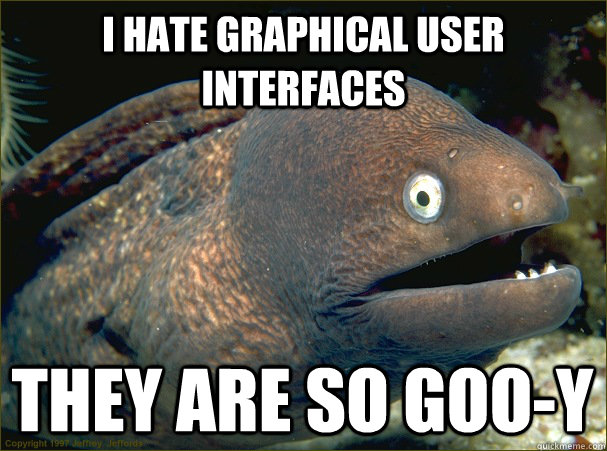 I HATE GRAPHICAL USER
INTERFACES
THEY ARE SO GOO-Y
Copyright 1997 Jeffrey Jeffords
quickmeme.com